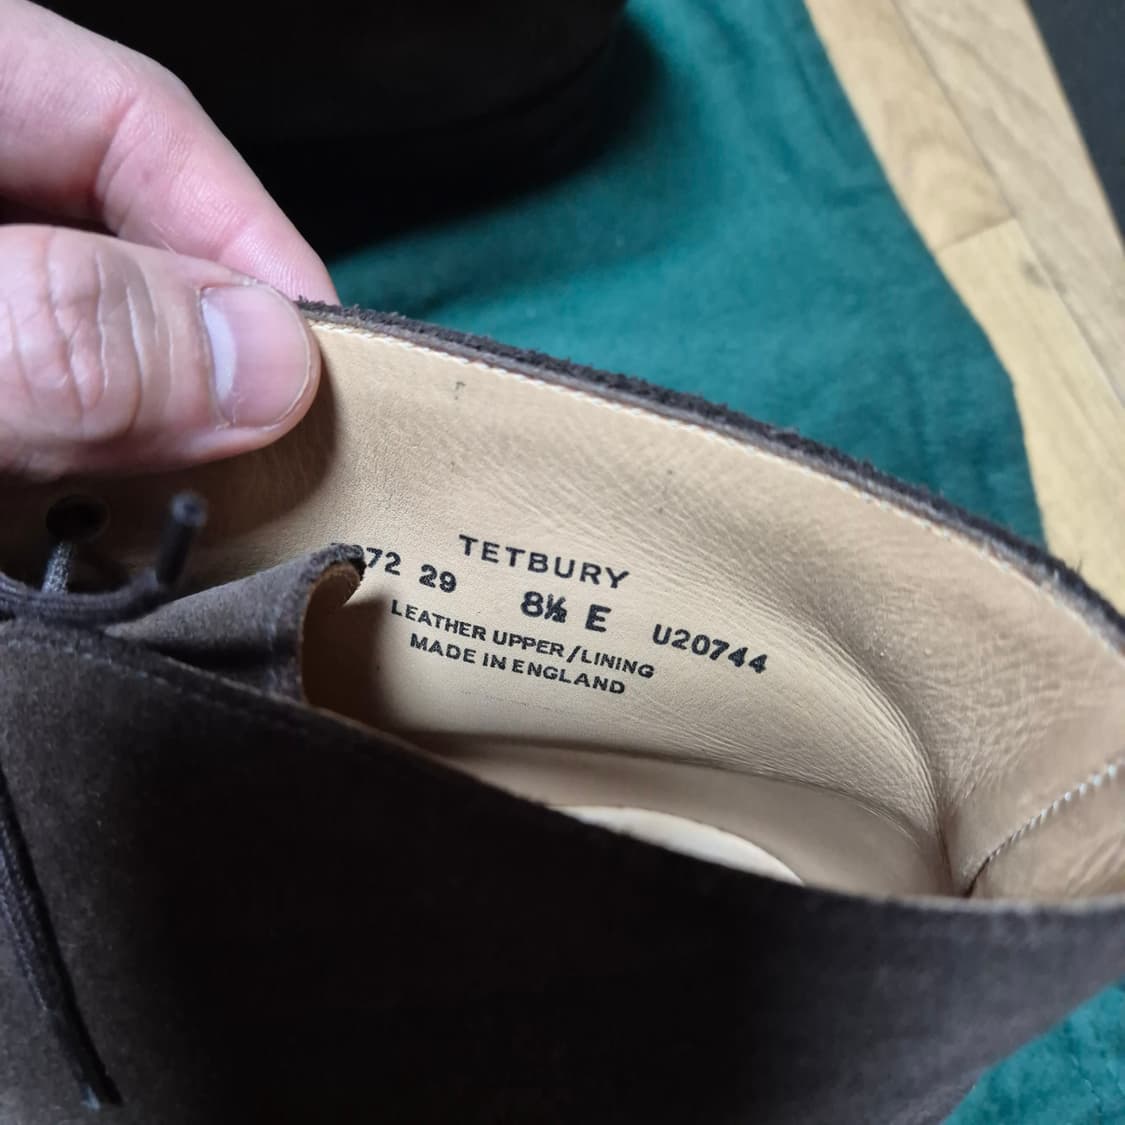 TETBURY
72 29 8½ E U20744
LEATHER UPPER/LINING
MADE IN ENGLAND